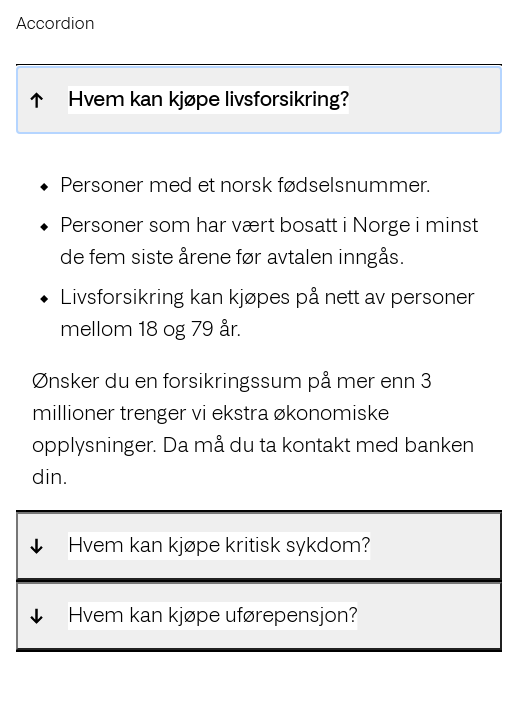 Accordion
Hvem kan kjøpe livsforsikring?
Personer med et norsk fødselsnummer.
Personer som har vært bosatt i Norge i minst
de fem siste årene før avtalen inngås.
Livsforsikring kan kjøpes på nett av personer
mellom 18 og 79 år.
Ønsker du en forsikringssum på mer enn 3
millioner trenger vi ekstra økonomiske
opplysninger. Da må du ta kontakt med banken
din.
Hvem kan kjøpe kritisk sykdom?
Hvem kan kjøpe uførepensjon?